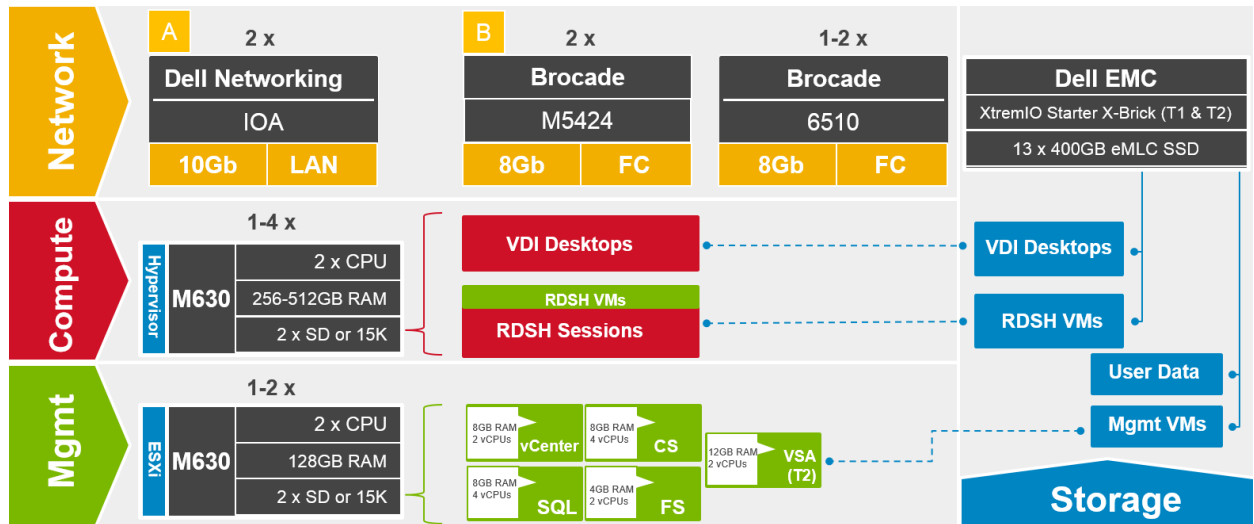 Network
A
2 x
Dell Networking
IOA
10Gb LAN
B
2 x
Brocade
M5424
8Gb FC
1-2 x
Brocade
6510
8Gb FC
Dell EMC
XtremIO Starter X-Brick (T1 & T2)
13 x 400GB eMLC SSD
Compute
1-4 x
Hypervisor
M630
2 x CPU
256-512GB RAM
2 x SD or 15K
VDI Desktops
RDSH VMs
RDSH Sessions
VDI Desktops
RDSH VMs
Mgmt
1-2 x
ESXi
M630
2 x CPU
128GB RAM
2 x SD or 15K
8GB RAM
2 vCPUs
vCenter
8GB RAM
4 vCPUs
CS
8GB RAM
4 vCPUs
SQL
4GB RAM
2 vCPUs
FS
12GB RAM
2 vCPUs
VSA
(T2)
User Data
Mgmt VMs
Storage